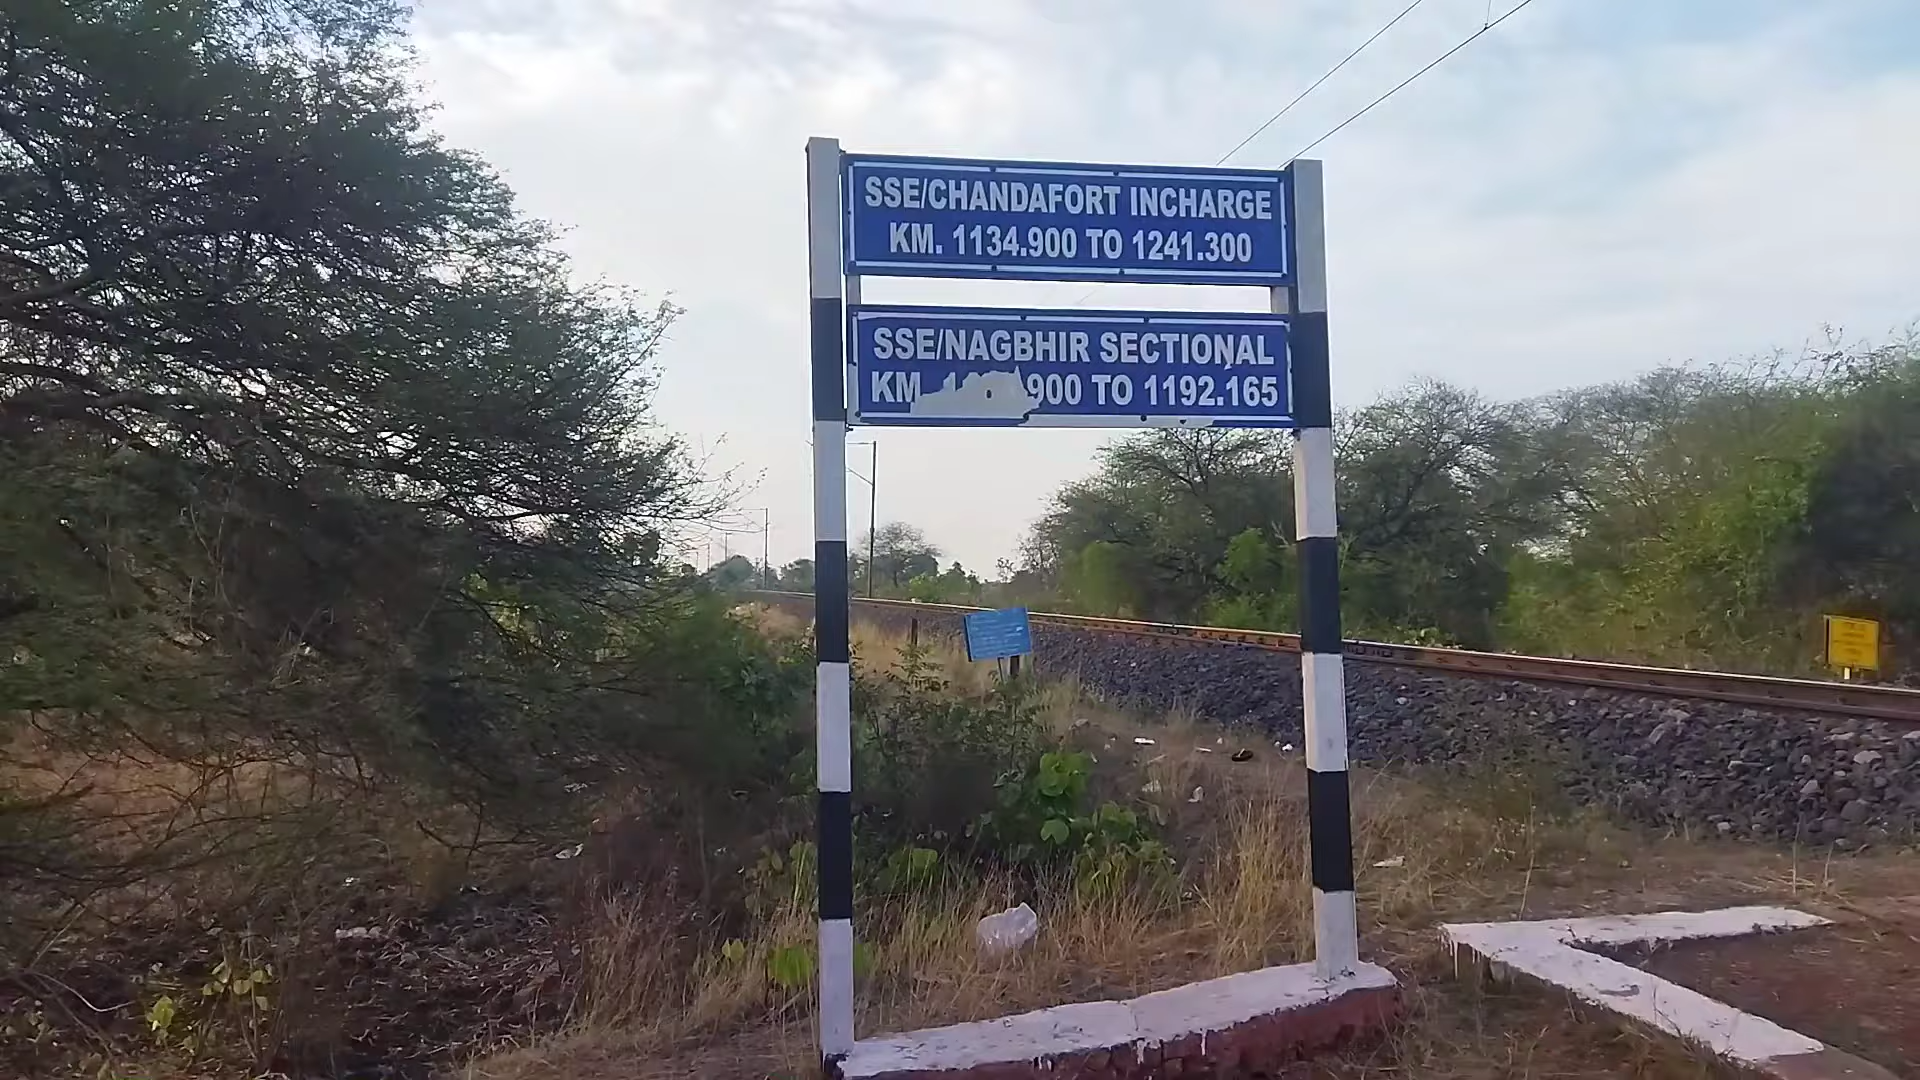 SSE/CHANDAFORT INCHARGE
KM. 1134.900 TO 1241.300
SSE/NAGBHIR SECTIONAL
KM .900 TO 1192.165